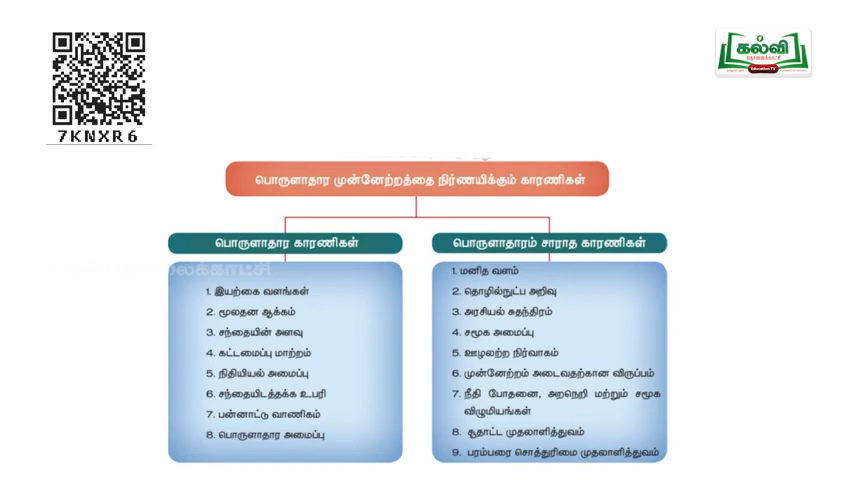 கல்வி
தொலைக்காட்சி
Education TV
7KNXR6
பொருளாதார முன்னேற்றத்தை நிர்ணயிக்கும் காரணிகள்
பொருளாதார காரணிகள்
1. இயற்கை வளங்கள்
2. மூலதன ஆக்கம்
3. சந்தையின் அளவு
4. கட்டமைப்பு மாற்றம்
5. நிதியியல் அமைப்பு
6. சந்தையிடத்தக்க உபரி
7. பன்னாட்டு வாணிகம்
8. பொருளாதார அமைப்பு
பொருளாதாரம் சாராத காரணிகள்
1. மனித வளம்
2. தொழில்நுட்ப அறிவு
3. அரசியல் சுதந்திரம்
4. சமூக அமைப்பு
5. ஊழலற்ற நிர்வாகம்
6. முன்னேற்றம் அடைவதற்கான விருப்பம்
7. நீதி போதனை, அறநெறி மற்றும் சமூக
விழுமியங்கள்
8. சூதாட்ட முதலாளித்துவம்
9. பரம்பரை சொத்துரிமை முதலாளித்துவம்